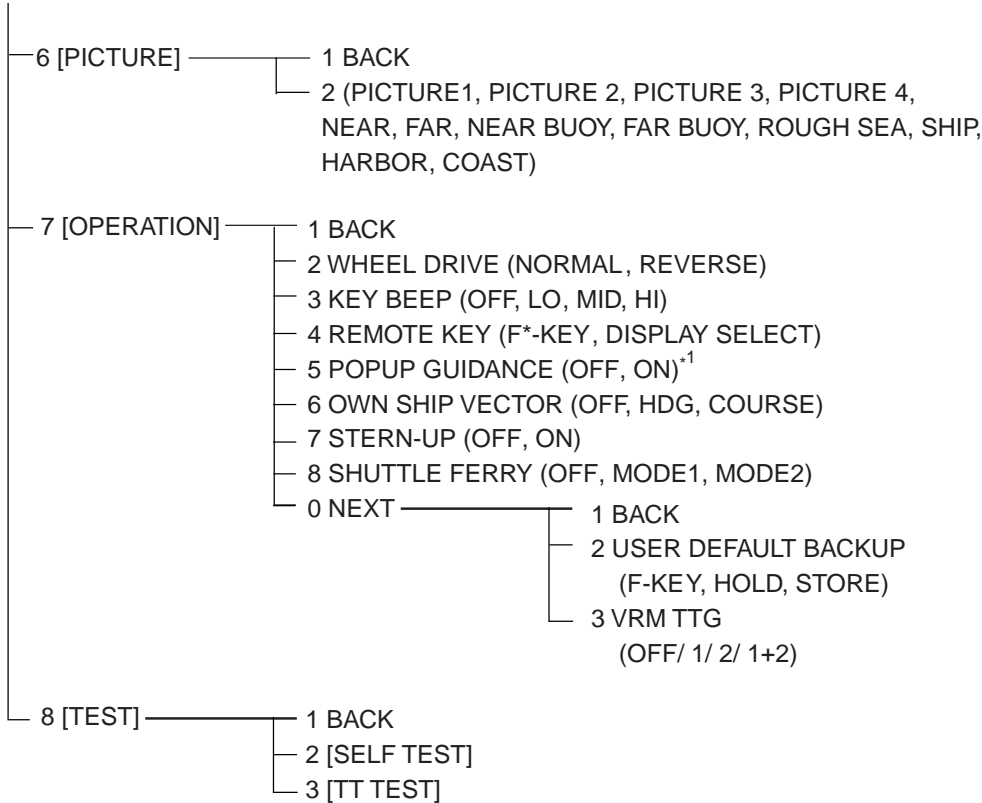 6 [PICTURE]
1 BACK
2 (PICTURE1, PICTURE 2, PICTURE 3, PICTURE 4,
NEAR, FAR, NEAR BUOY, FAR BUOY, ROUGH SEA, SHIP,
HARBOR, COAST)
7 [OPERATION]
1 BACK
2 WHEEL DRIVE (NORMAL, REVERSE)
3 KEY BEEP (OFF, LO, MID, HI)
4 REMOTE KEY (F*-KEY, DISPLAY SELECT)
5 POPUP GUIDANCE (OFF, ON)*1
6 OWN SHIP VECTOR (OFF, HDG, COURSE)
7 STERN-UP (OFF, ON)
8 SHUTTLE FERRY (OFF, MODE1, MODE2)
0 NEXT
1 BACK
2 USER DEFAULT BACKUP
(F-KEY, HOLD, STORE)
3 VRM TTG
(OFF/ 1/ 2/ 1+2)
8 [TEST]
1 BACK
2 [SELF TEST]
3 [TT TEST]